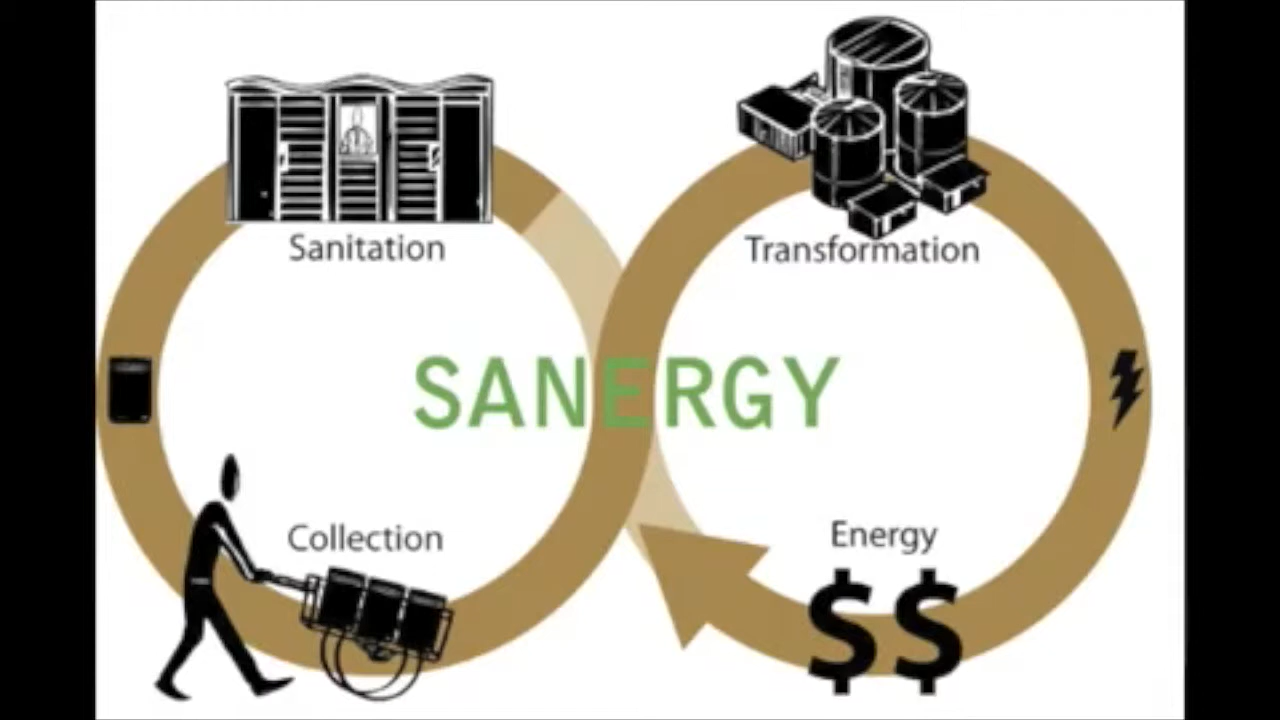 Sanitation
Transformation
SANERGY
Collection
Energy
$$